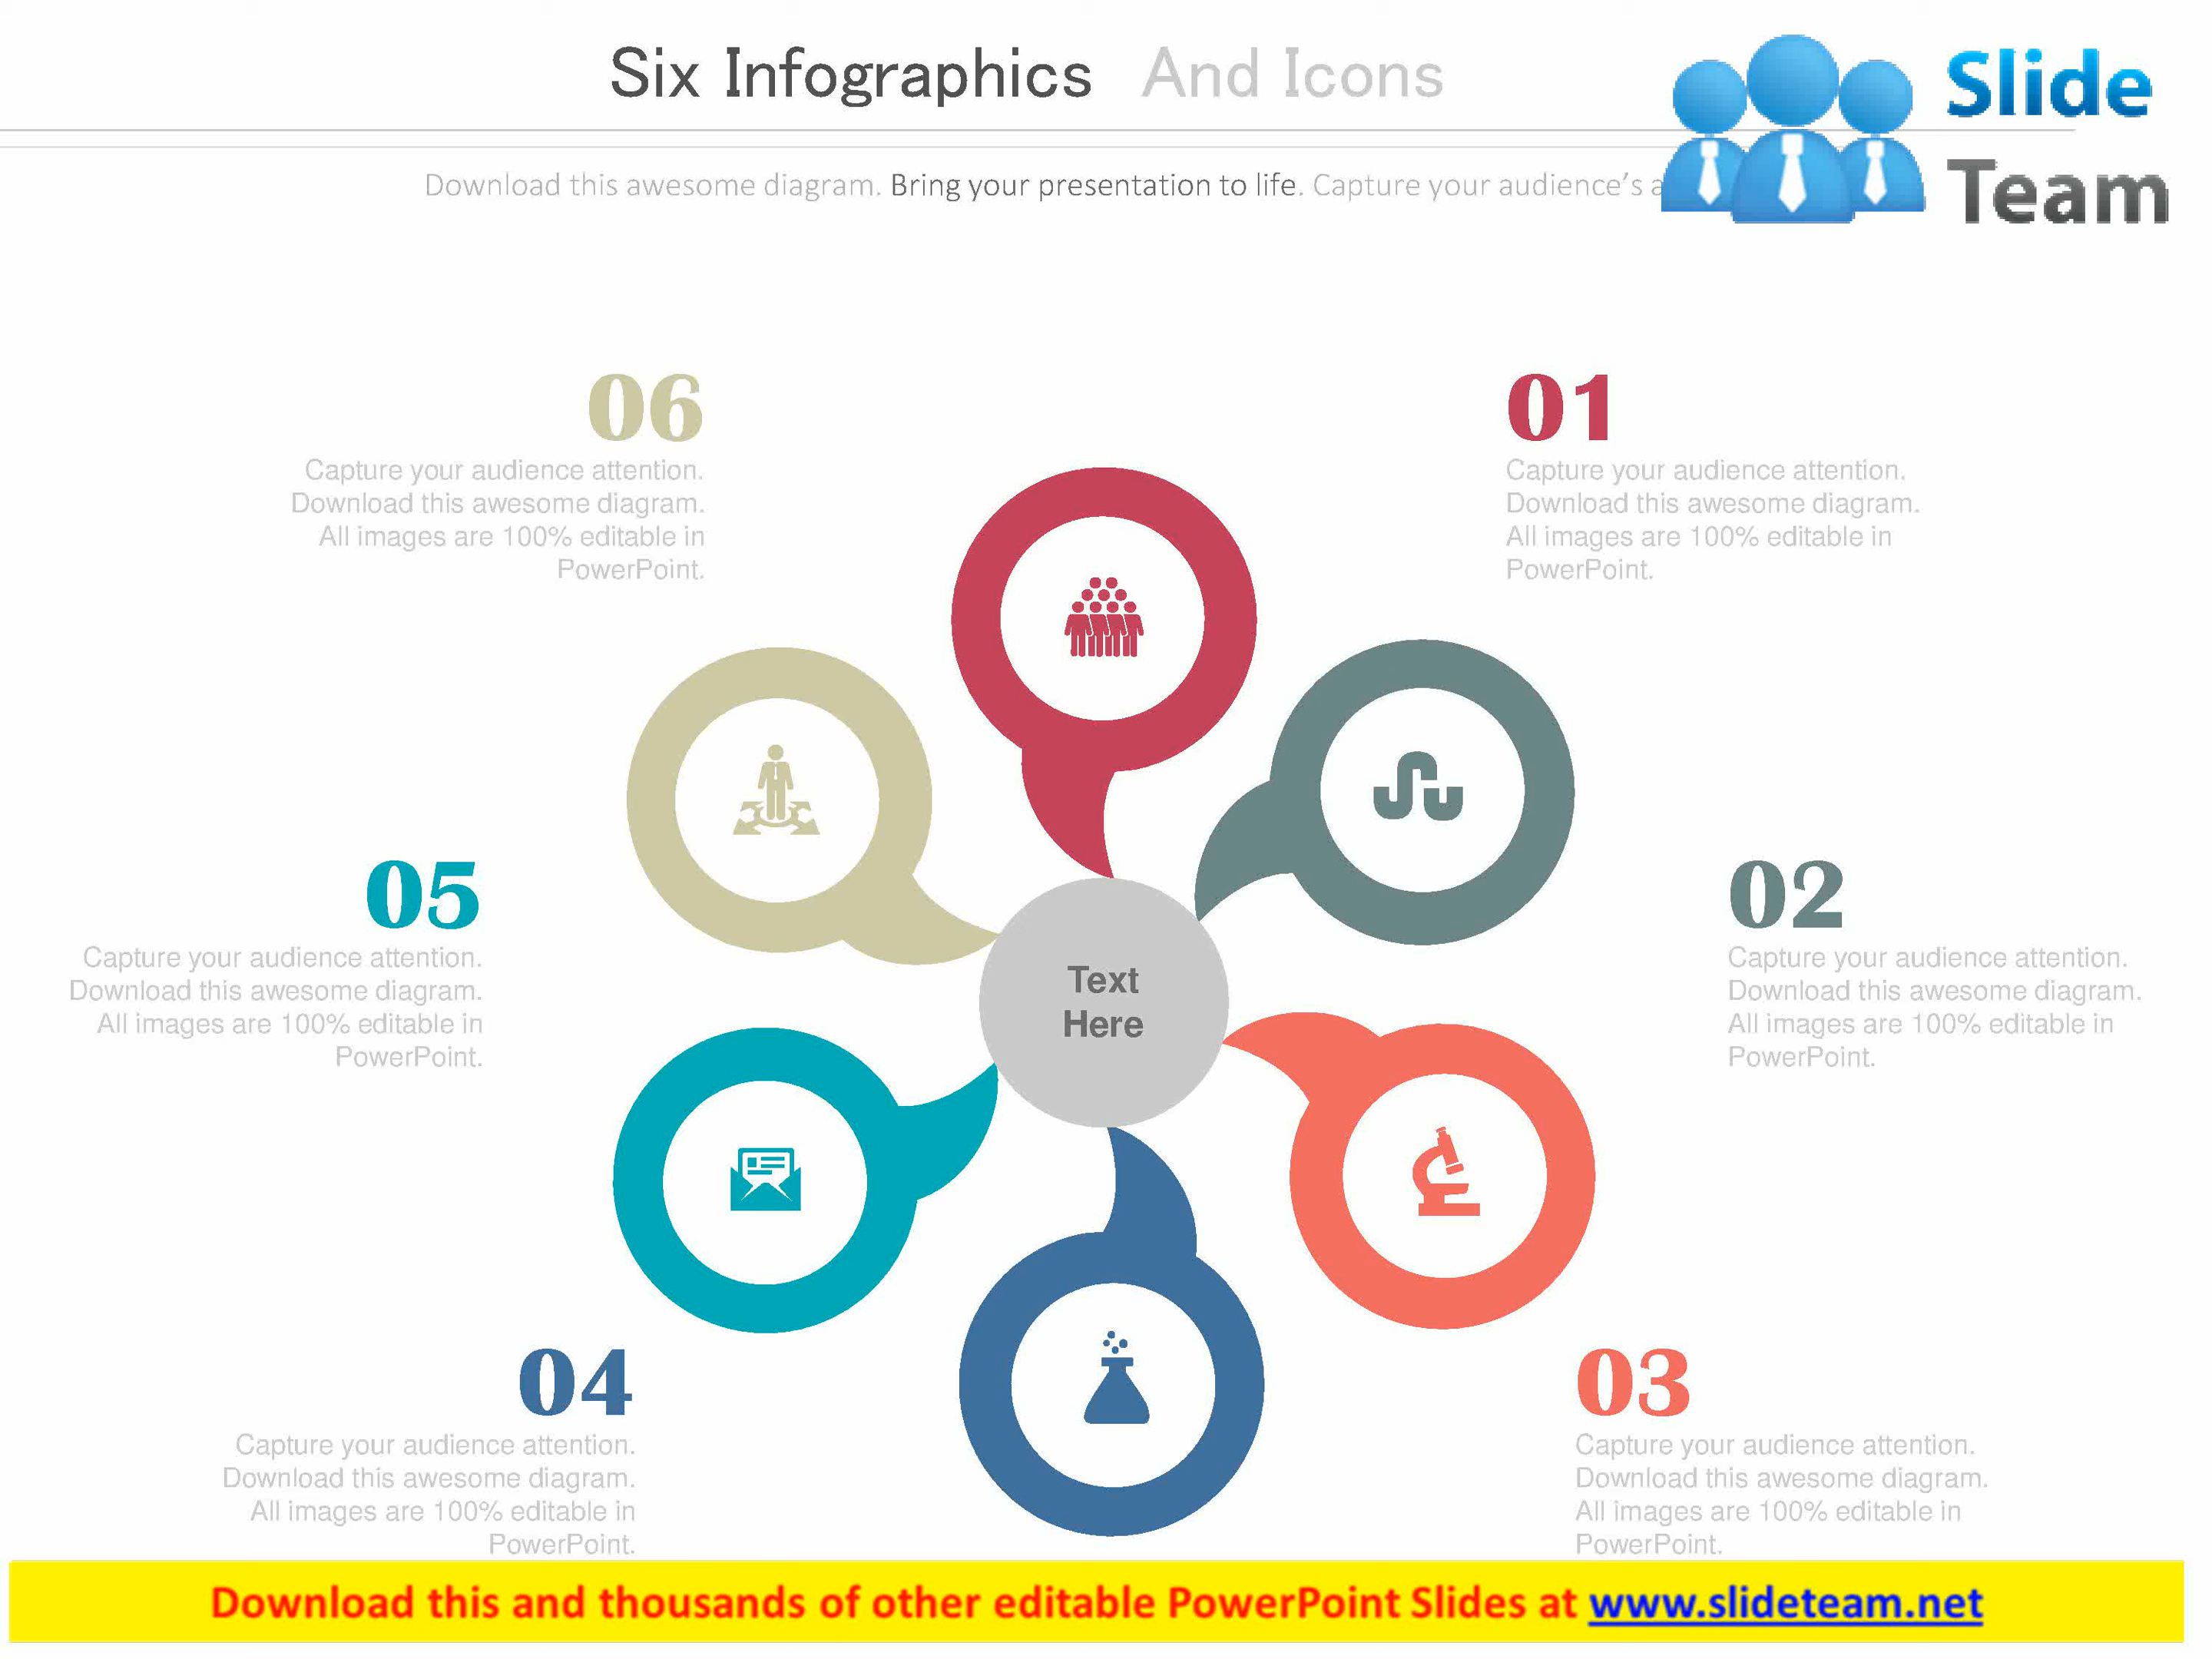 Six Infographics And Icons
Slide
Team
Download this awesome diagram. Bring your presentation to life. Capture your audience's a
06
Capture your audience attention.
Download this awesome diagram.
All images are 100% editable in
PowerPoint.
01
Capture your audience attention.
Download this awesome diagram.
All images are 100% editable in
PowerPoint.
05
Capture your audience attention.
Download this awesome diagram.
All images are 100% editable in
PowerPoint.
Text
Here
02
Capture your audience attention.
Download this awesome diagram.
All images are 100% editable in
PowerPoint.
04
Capture your audience attention.
Download this awesome diagram.
All images are 100% editable in
PowerPoint.
03
Capture your audience attention.
Download this awesome diagram.
All images are 100% editable in
PowerPoint.
Download this and thousands of other editable PowerPoint Slides at www.slideteam.net